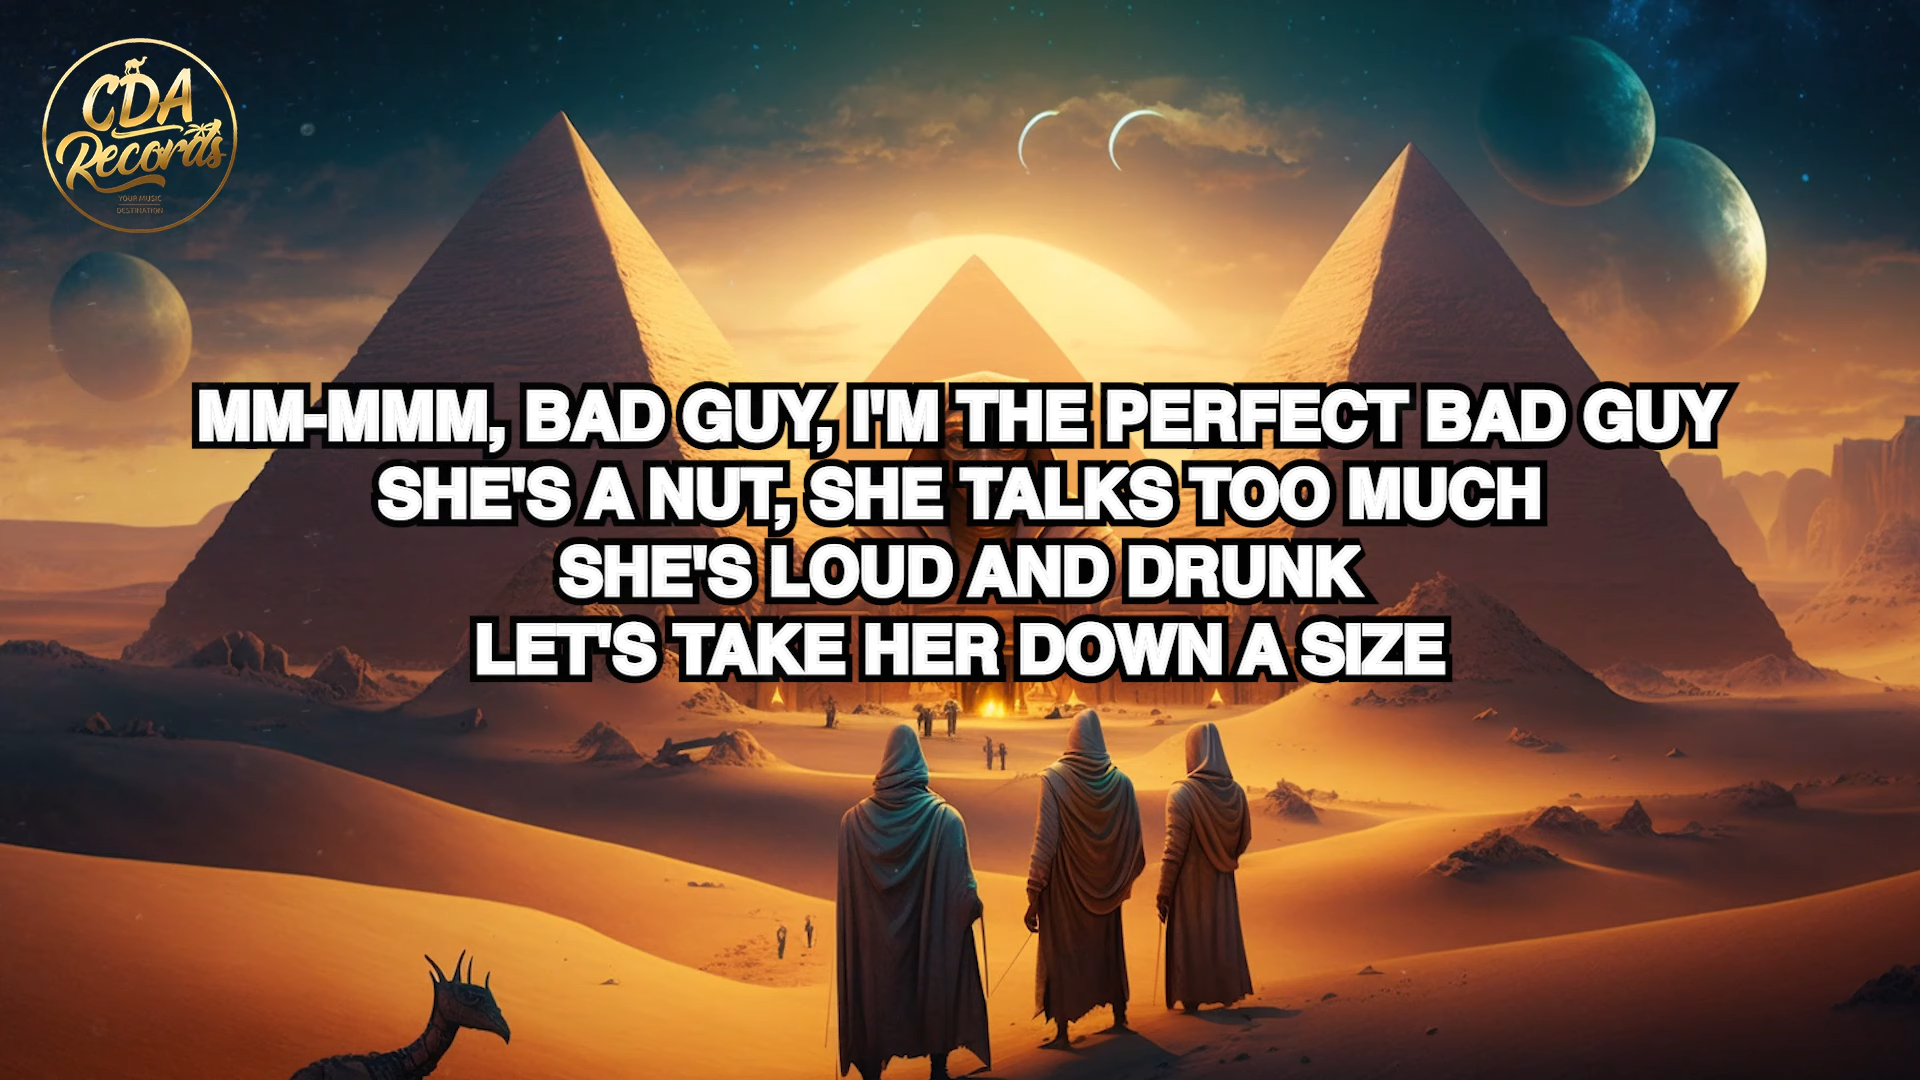 CDA
Records
YOUR MUSIC
DESTINATION
MM-MMM, BAD GUY, I'M THE PERFECT BAD GUY
SHE'S A NUT, SHE TALKS TOO MUCH
SHE'S LOUD AND DRUNK
LET'S TAKE HER DOWN A SIZE